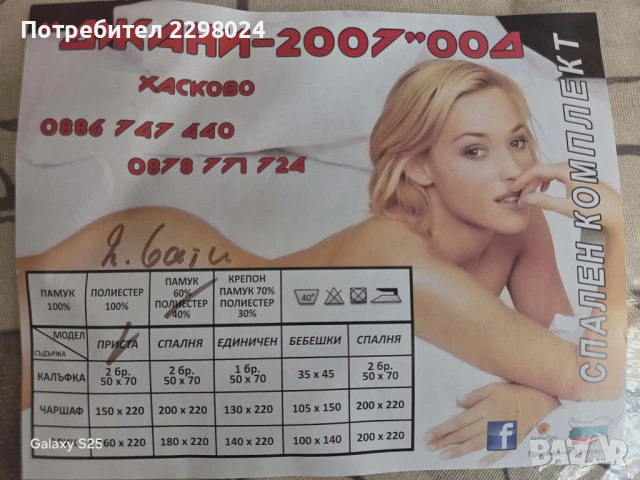 Потребител 2298024
"ДЖАНИ-2007"ООД
ХАСКОВО
0886 747 440
0878 771 724
СПАЛЕН КОМПЛЕКТ
ПАМУК 100%
ПОЛИЕСТЕР 100%
ПАМУК 60% ПОЛИЕСТЕР 40%
КРЕПОН ПАМУК 70% ПОЛИЕСТЕР 30%
40°
МОДЕЛ СЪДЪРЖА
ПРИСТА
СПАЛНЯ
ЕДИНИЧЕН
БЕБЕШКИ
СПАЛНЯ
КАЛЪФКА
2 бр. 50 x 70
2 бр. 50 x 70
1 бр. 50 x 70
35 x 45
2 бр. 50 x 70
ЧАРШАФ
150 x 220
200 x 220
130 x 220
105 x 150
200 x 220
60 x 220
180 x 220
140 x 220
100 x 140
200 x 220
Galaxy S25
f
bazar